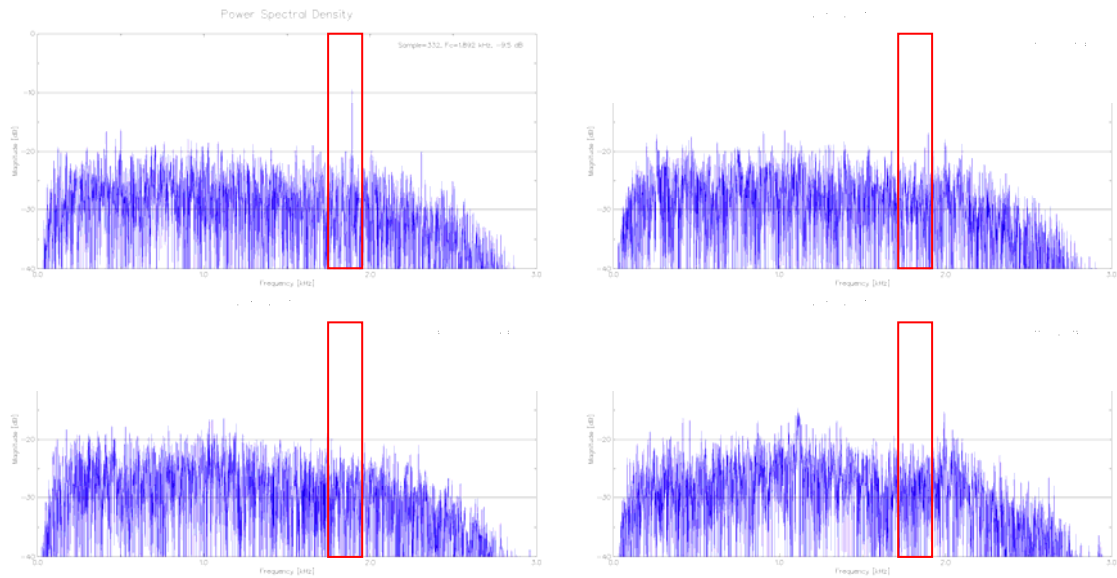 Power Spectral Density
0
Sample=332, Fo=1.892 kHz, -9.5 dB
-10
-20
-30
-40
Magnitude [dB]
0.0 1.0 2.0 3.0
Frequency [kHz]
-20
-30
-40
Magnitude [dB]
0.0 1.0 2.0 3.0
Frequency [kHz]
-20
-30
-40
Magnitude [dB]
0.0 1.0 2.0 3.0
Frequency [kHz]
-20
-30
-40
Magnitude [dB]
0.0 1.0 2.0 3.0
Frequency [kHz]